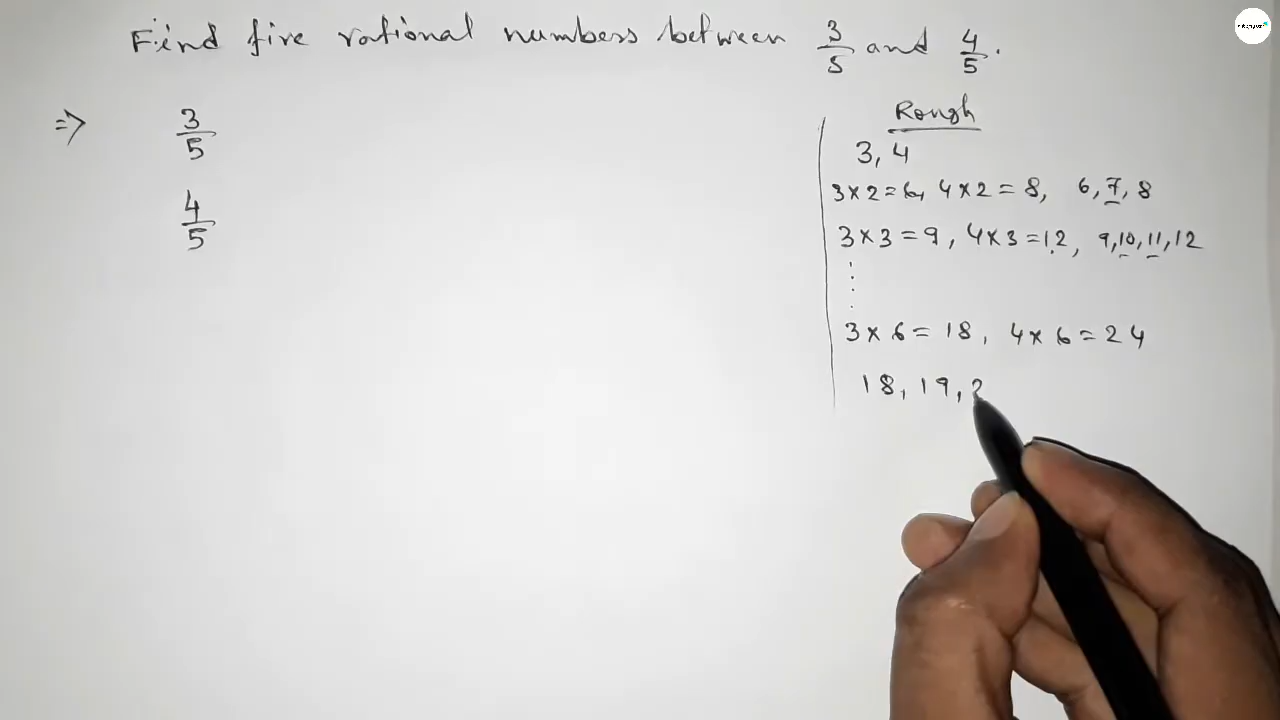 Find five rational numbers between 3/5 and 4/5.
Rough
=> 3/5
4/5
3, 4
3 × 2 = 6, 4 × 2 = 8, 6, 7, 8
3 × 3 = 9, 4 × 3 = 12, 9, 10, 11, 12
3 × 6 = 18, 4 × 6 = 24
18, 19, 2